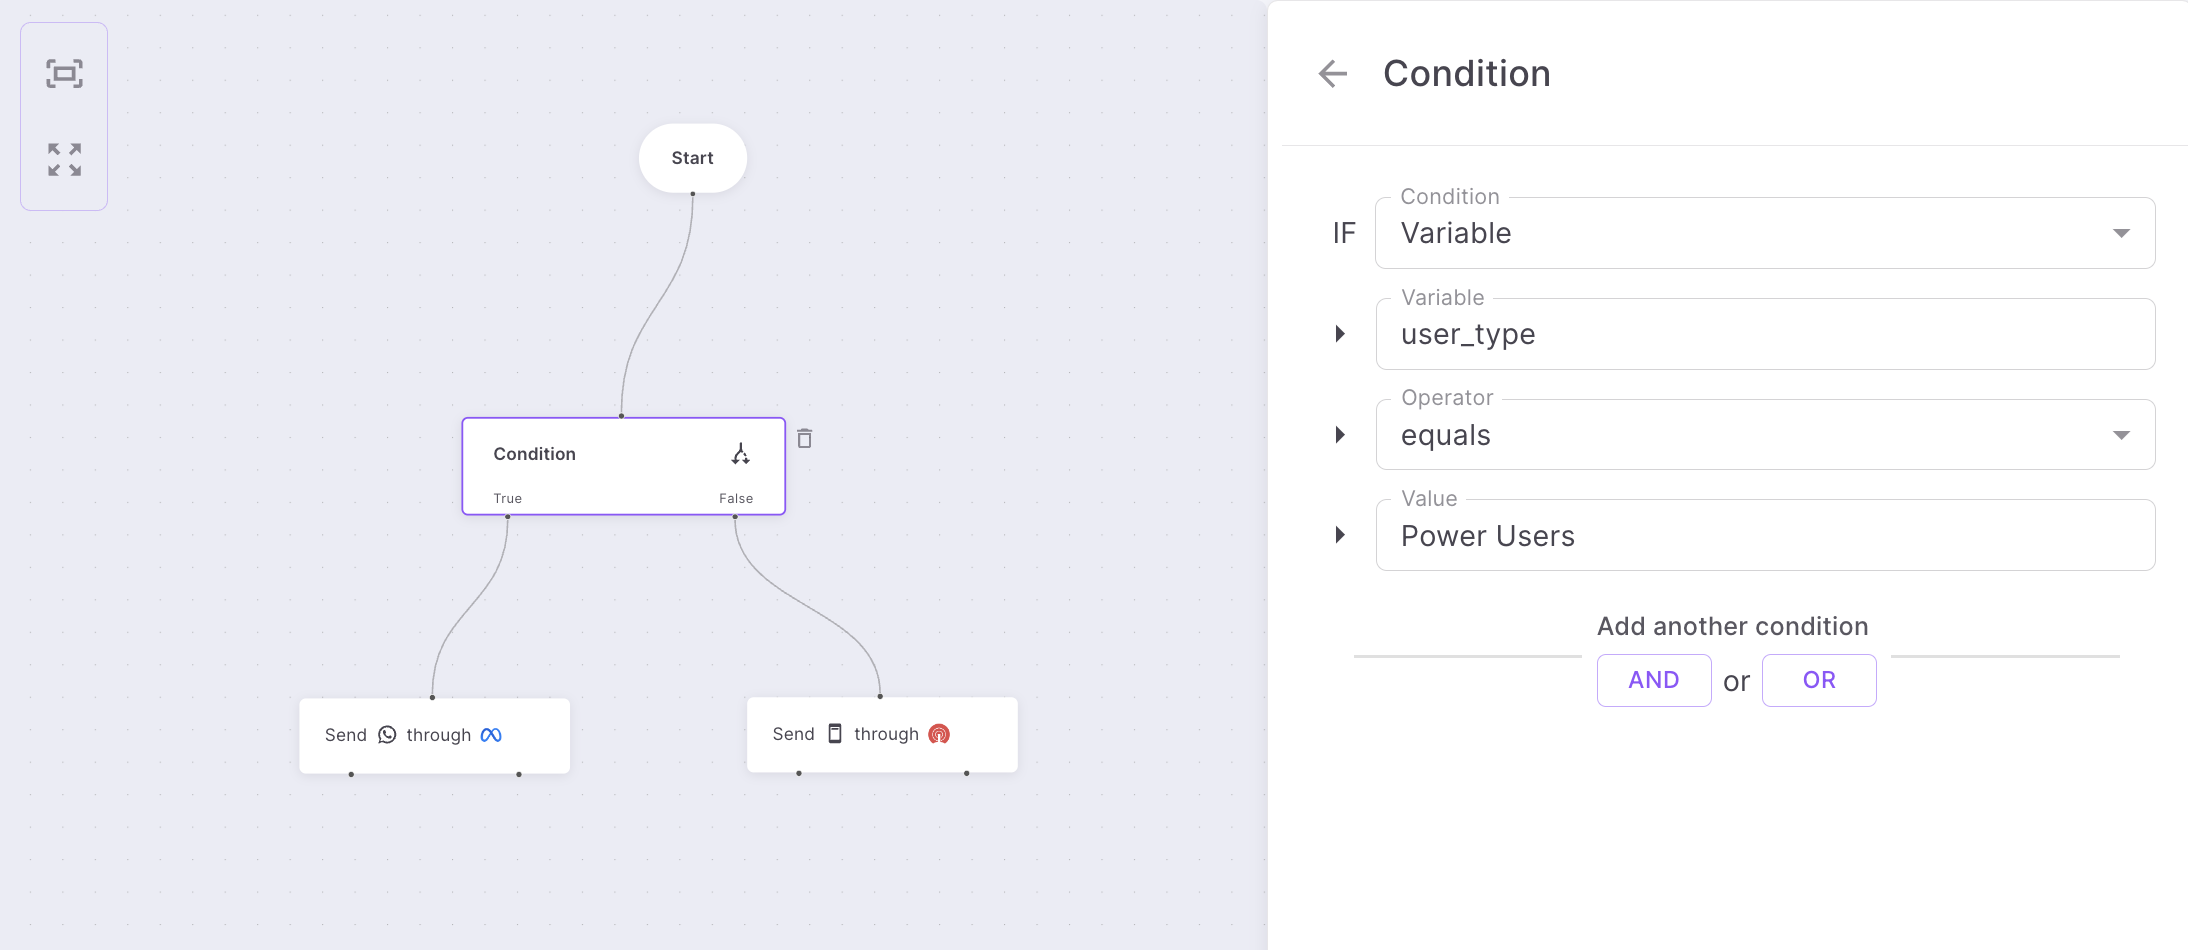 Start
Condition
True False
Send through
Send through
Condition
Condition
IF Variable
Variable
user_type
Operator
equals
Value
Power Users
Add another condition
AND or OR